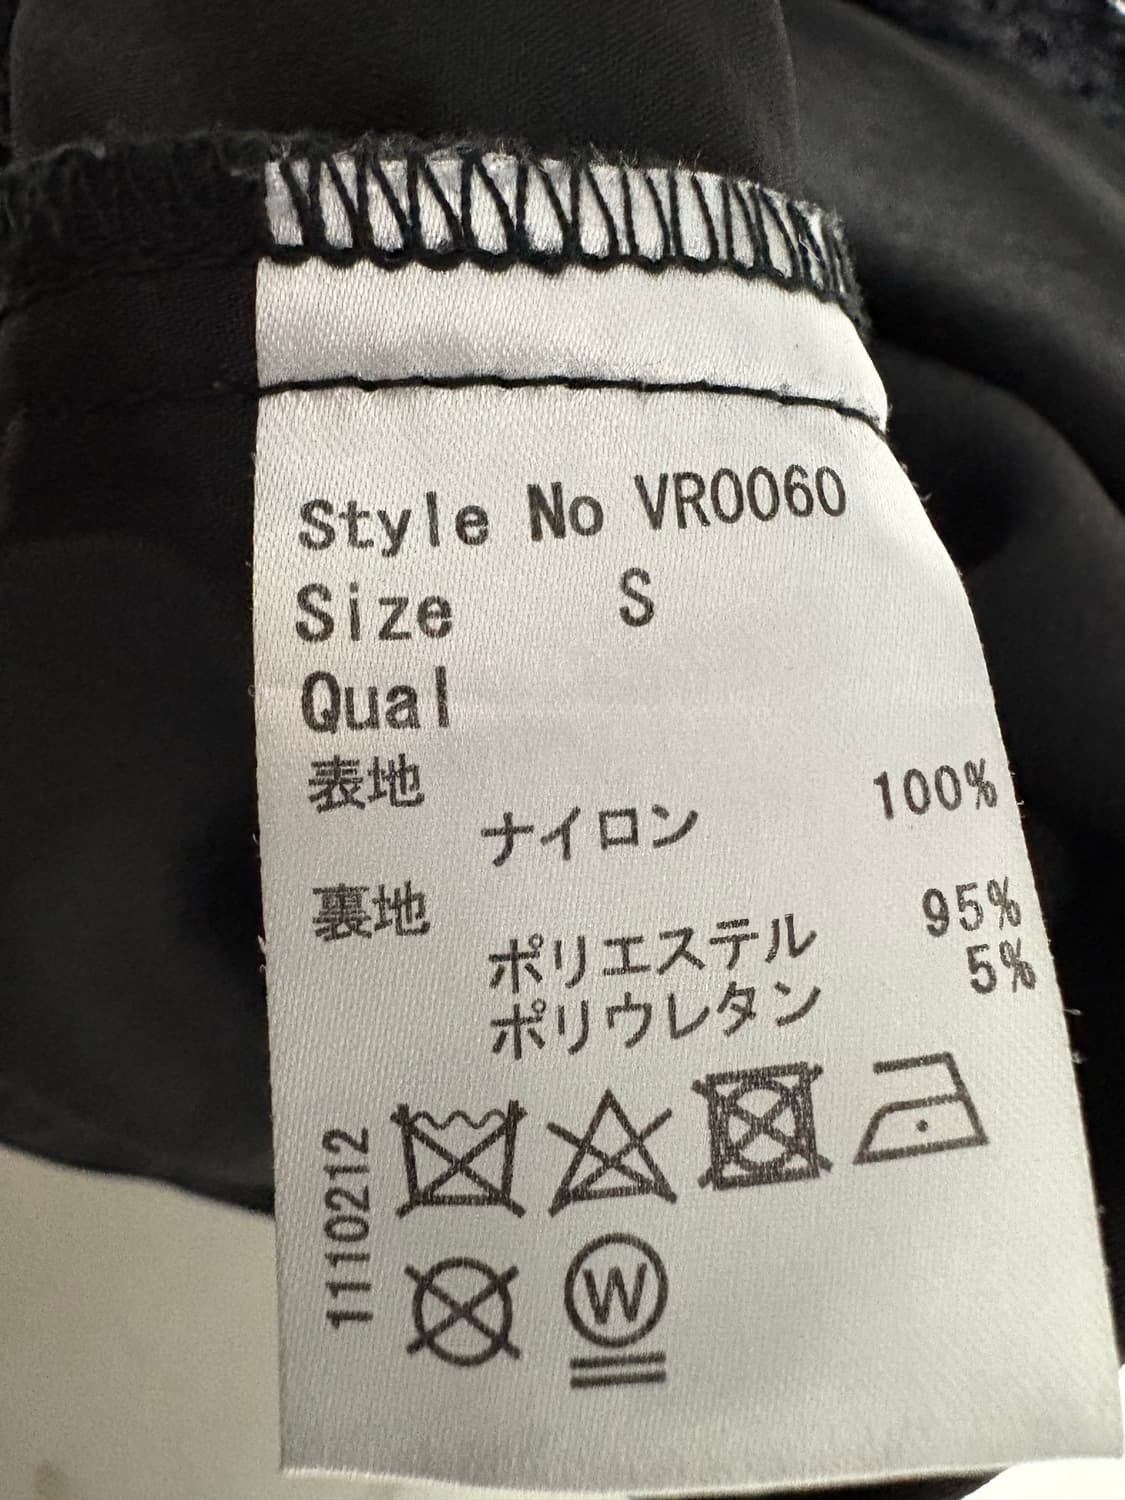 Style No VR0060
Size S
Qual
表地
ナイロン 100%
裏地
ポリエステル 95%
ポリウレタン 5%
1110212
W